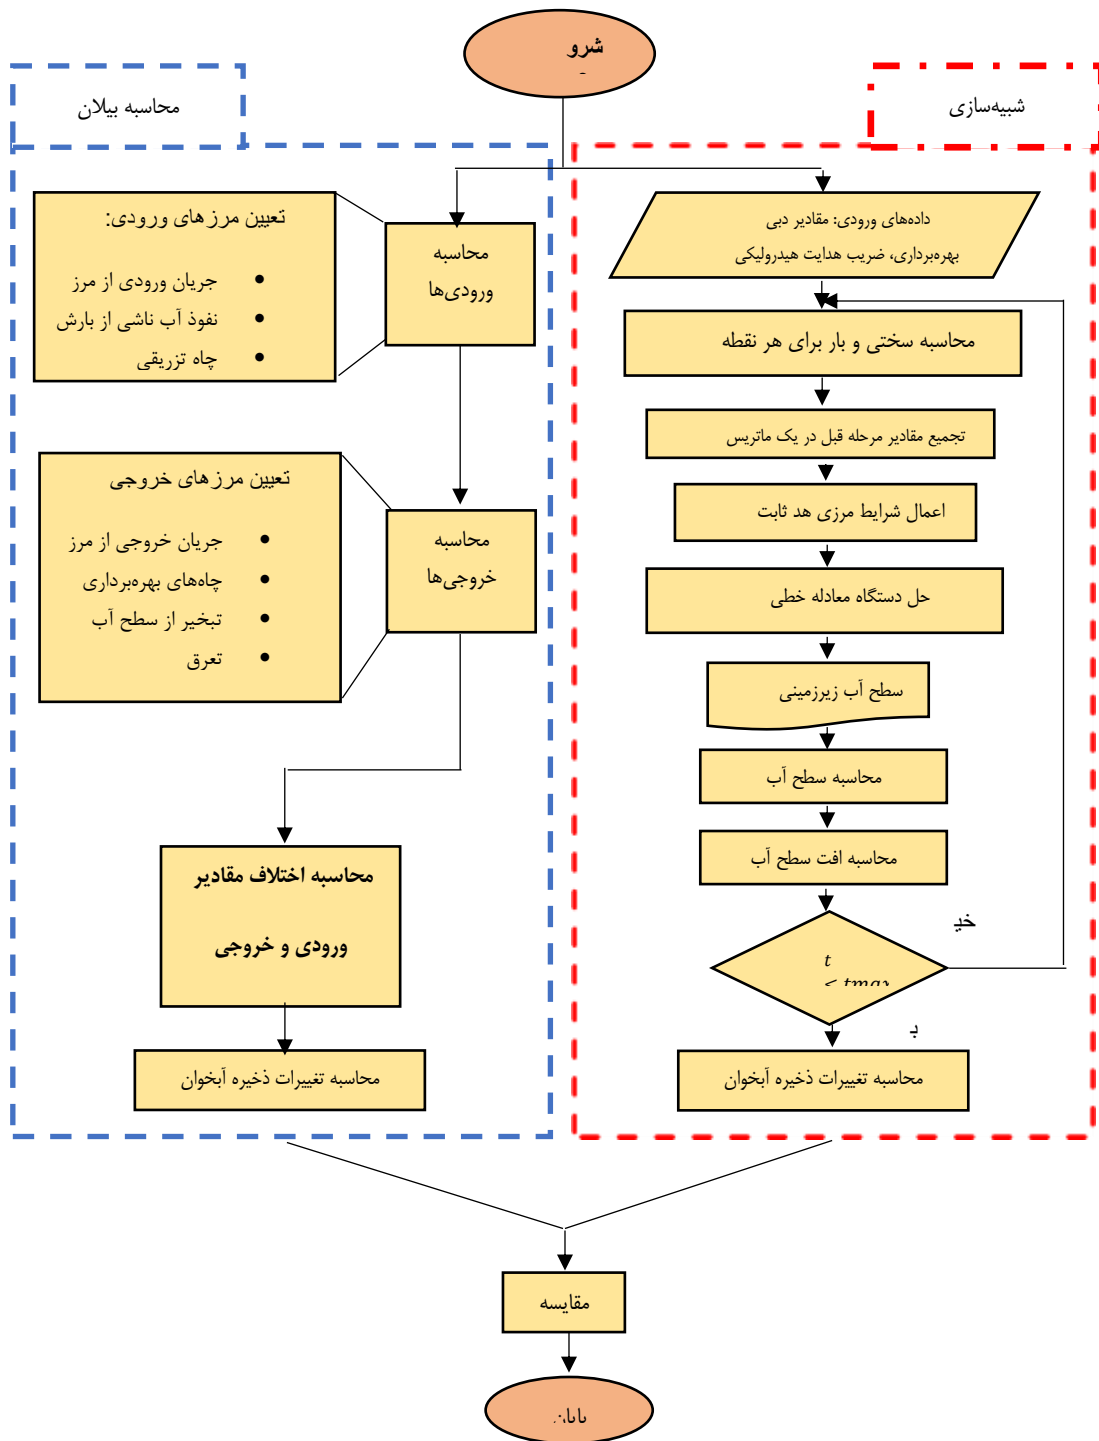 شرو
محاسبه بیلان
شبیه‌سازی
تعیین مرزهای ورودی:
• جریان ورودی از مرز
• نفوذ آب ناشی از بارش
• چاه تزریقی
محاسبه
ورودی‌ها
تعیین مرزهای خروجی
• جریان خروجی از مرز
• چاه‌های بهره‌برداری
• تبخیر از سطح آب
• تعرق
محاسبه
خروجی‌ها
محاسبه اختلاف مقادیر
ورودی و خروجی
محاسبه تغییرات ذخیره آبخوان
داده‌های ورودی: مقادیر دبی
بهره‌برداری، ضریب هدایت هیدرولیکی
محاسبه سختی و بار برای هر نقطه
تجمیع مقادیر مرحله قبل در یک ماتریس
اعمال شرایط مرزی هد ثابت
حل دستگاه معادله خطی
سطح آب زیرزمینی
محاسبه سطح آب
محاسبه افت سطح آب
t
< tmax
خیر
محاسبه تغییرات ذخیره آبخوان
مقایسه
پایان